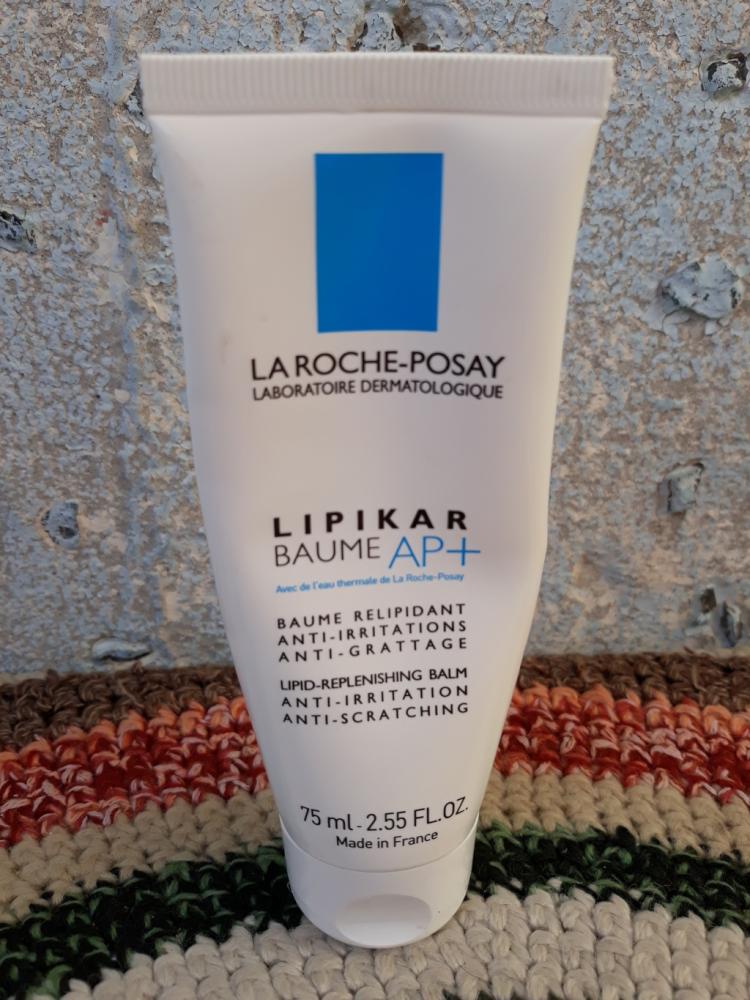 LA ROCHE-POSAY
LABORATOIRE DERMATOLOGIQUE
LIPIKAR
BAUME AP+
Avec de l'eau thermale de La Roche-Posay
BAUME RELIPIDANT
ANTI-IRRITATIONS
ANTI-GRATTAGE
LIPID-REPLENISHING BALM
ANTI-IRRITATION
ANTI-SCRATCHING
75 ml - 2.55 FL.OZ.
Made in France